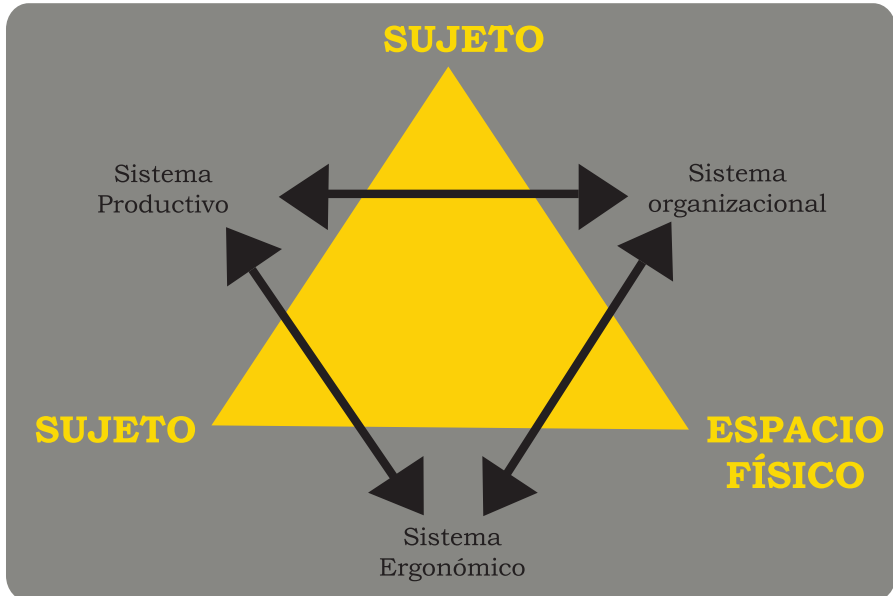 SUJETO
Sistema
Productivo
Sistema
organizacional
SUJETO
ESPACIO
FÍSICO
Sistema
Ergonómico